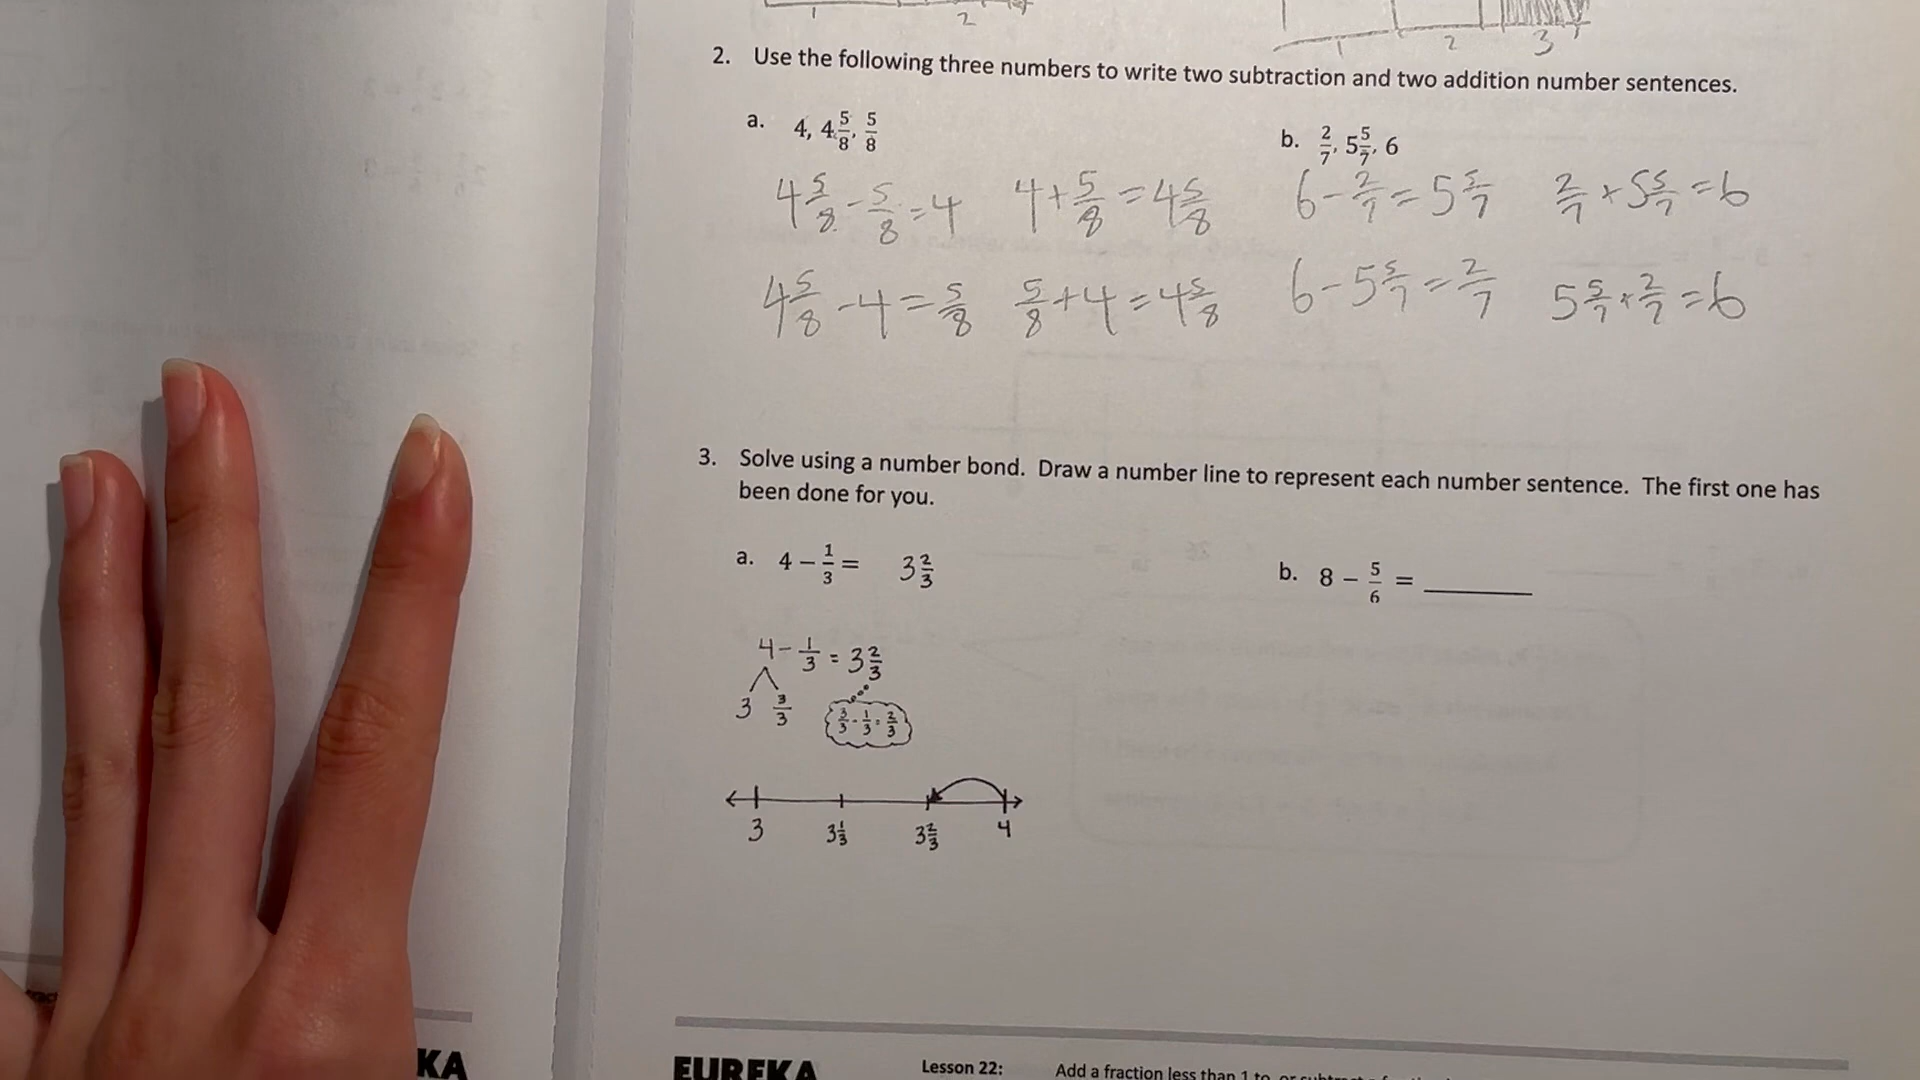 1 2
1 2 3
2. Use the following three numbers to write two subtraction and two addition number sentences.
a. 4, 4 5/8, 5/8
b. 2/7, 5 5/7, 6
4 5/8 - 5/8 = 4 4 + 5/8 = 4 5/8
6 - 2/7 = 5 5/7 2/7 + 5 5/7 = 6
4 5/8 - 4 = 5/8 5/8 + 4 = 4 5/8
6 - 5 5/7 = 2/7 5 5/7 + 2/7 = 6
3. Solve using a number bond. Draw a number line to represent each number sentence. The first one has
been done for you.
a. 4 - 1/3 = 3 2/3
b. 8 - 5/6 = ______
4 - 1/3 = 3 2/3
3 3/3
3/3 - 1/3 = 2/3
3 3 1/3 3 2/3 4
KA
EUREKA
Lesson 22: Add a fraction less than 1 to, or subtract a